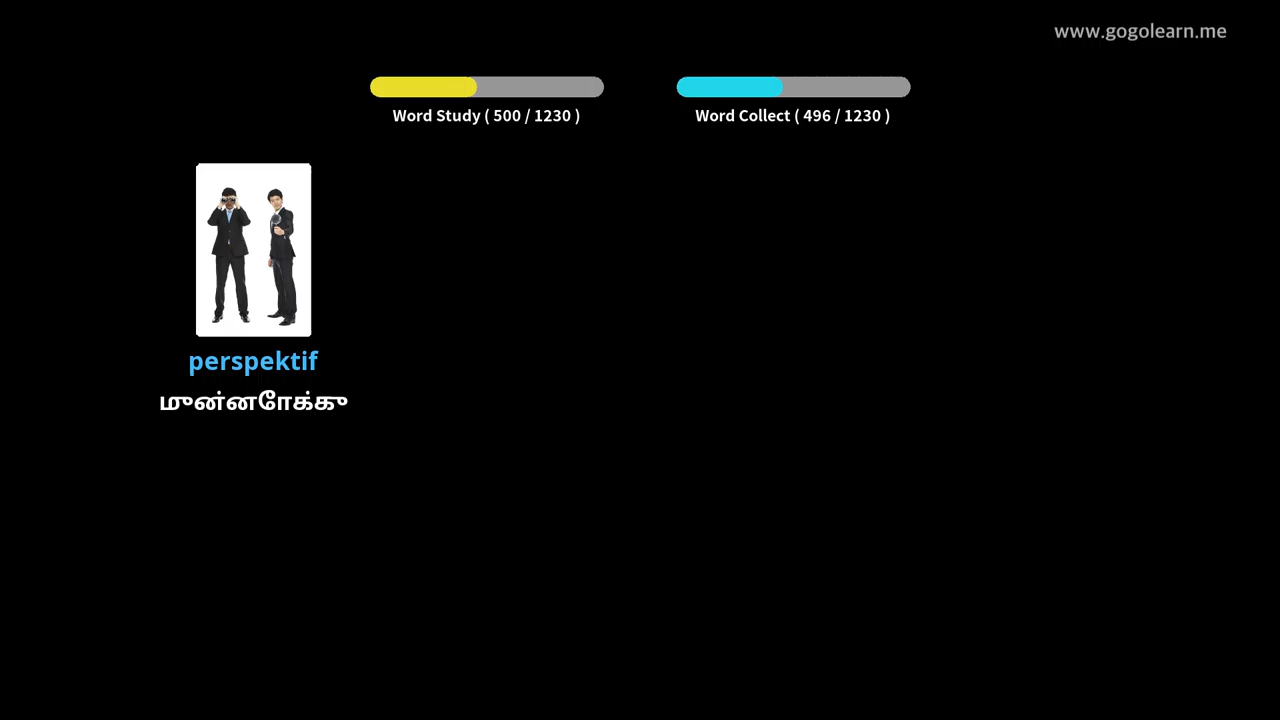 www.gogolearn.me
Word Study ( 500 / 1230 )
Word Collect ( 496 / 1230 )
perspektif
முன்னோக்கு